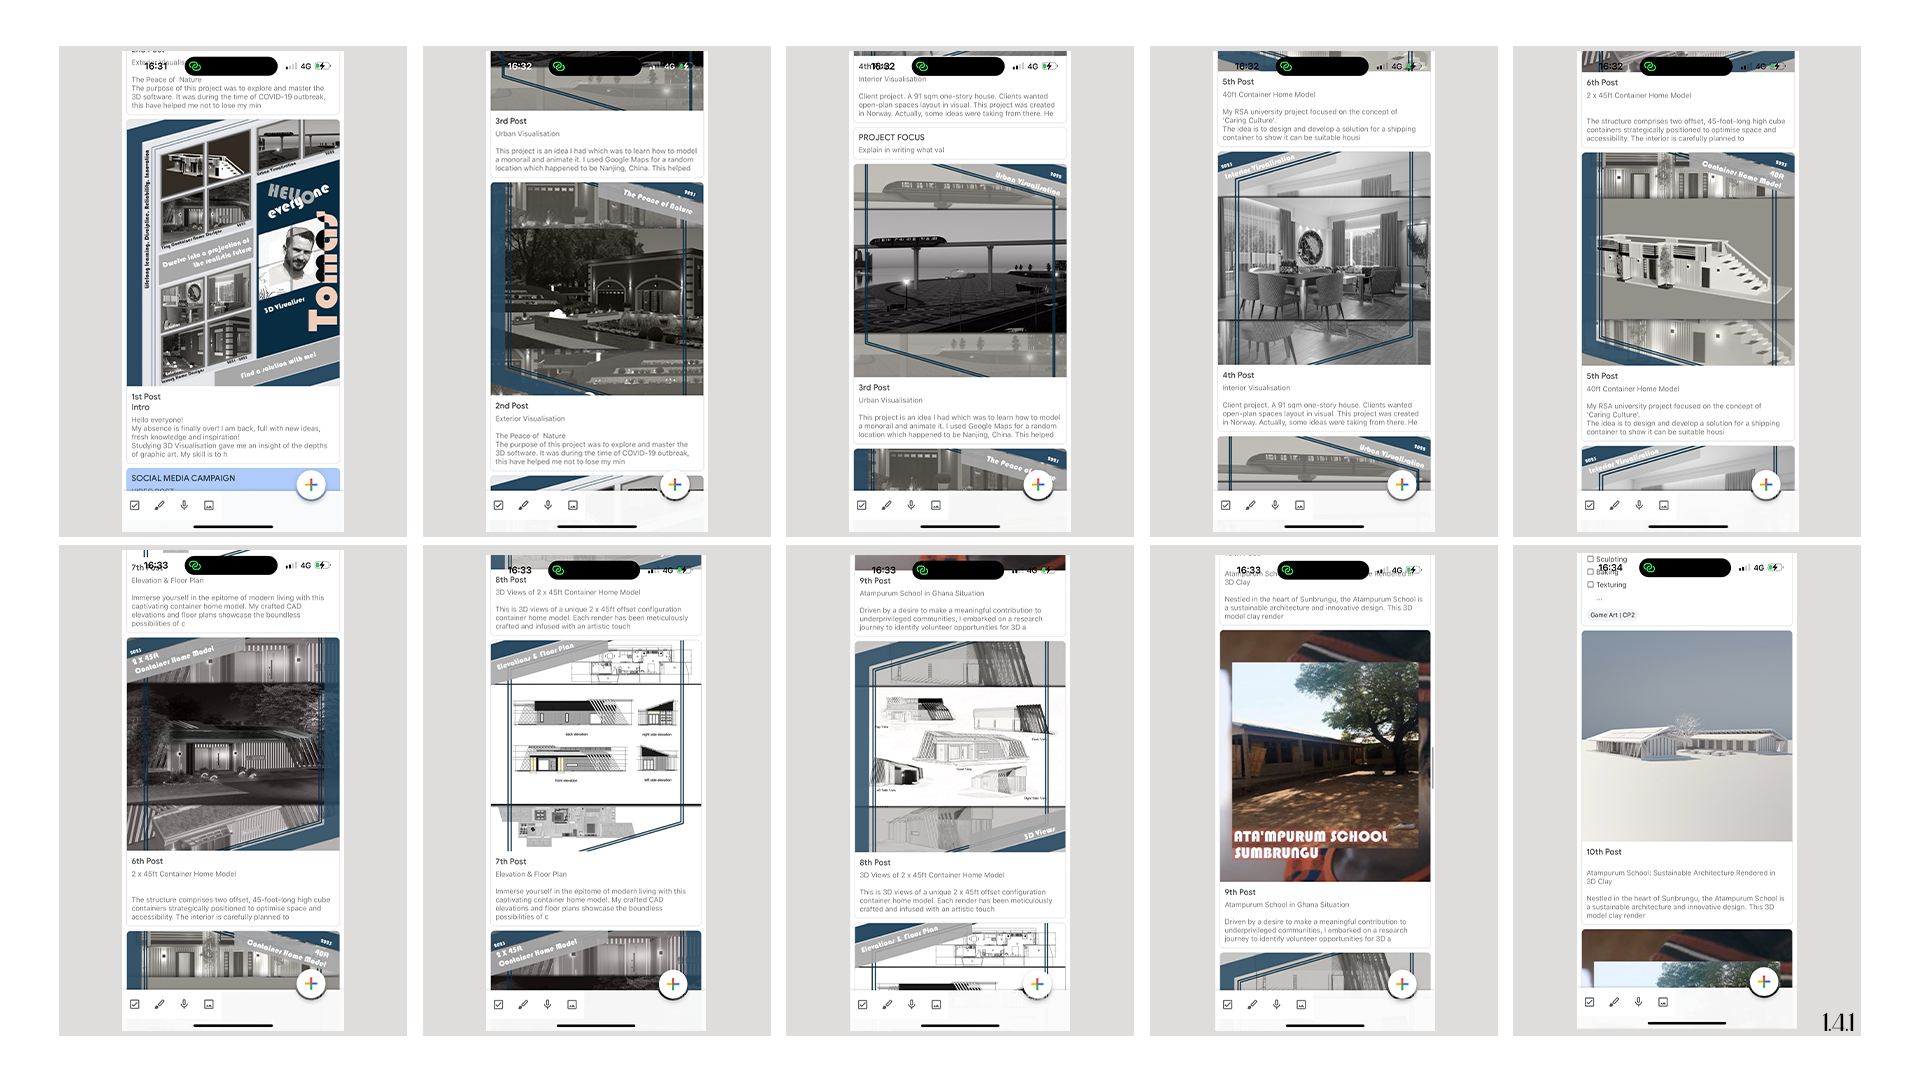 16:31
4G
The Peace of Nature
The purpose of this project was to explore and master the
3D software. It was during the time of COVID-19 outbreak,
this have helped me not to lose my min
Lifelong learning, Discipline, Reliability, Innovation
Urban Visualisation
HELLO
everyone
Tomas
Dwelve into a projection of
the realistic future
3D Visualiser
Luxury Home Designs
find a solution with me!
1st Post
Intro
Hello everyone!
My absence is finally over! I am back, full with new ideas,
fresh knowledge and inspiration!
Studying 3D Visualisation gave me an insight of the depths
of graphic art. My skill is to h
SOCIAL MEDIA CAMPAIGN
16:32
4G
3rd Post
Urban Visualisation
This project is an idea I had which was to learn how to model
a monorail and animate it. I used Google Maps for a random
location which happened to be Nanjing, China. This helped
2021
The Peace of Nature
2nd Post
Exterior Visualisation
The Peace of Nature
The purpose of this project was to explore and master the
3D software. It was during the time of COVID-19 outbreak,
this have helped me not to lose my min
16:32
4G
Interior Visualisation
Client project. A 91 sqm one-story house. Clients wanted
open-plan spaces layout in visual. This project was created
in Norway. Actually, some ideas were taking from there. He
PROJECT FOCUS
Explain in writing what val
Urban Visualisation
3rd Post
Urban Visualisation
This project is an idea I had which was to learn how to model
a monorail and animate it. I used Google Maps for a random
location which happened to be Nanjing, China. This helped
The Peace of
16:32
4G
5th Post
40ft Container Home Model
My RSA university project focused on the concept of
'Caring Culture'.
The idea is to design and develop a solution for a shipping
container to show it can be suitable housi
Interior Visualisation
4th Post
Interior Visualisation
Client project. A 91 sqm one-story house. Clients wanted
open-plan spaces layout in visual. This project was created
in Norway. Actually, some ideas were taking from there. He
Urban Visualisation
16:32
4G
6th Post
2 x 45ft Container Home Model
The structure comprises two offset, 45-foot-long high cube
containers strategically positioned to optimise space and
accessibility. The interior is carefully planned to
40ft
Container Home Model
5th Post
40ft Container Home Model
My RSA university project focused on the concept of
'Caring Culture'.
The idea is to design and develop a solution for a shipping
container to show it can be suitable housi
Interior Visualisation
16:33
4G
Elevation & Floor Plan
Immerse yourself in the epitome of modern living with this
captivating container home model. My crafted CAD
elevations and floor plans showcase the boundless
possibilities of c
2 X 45ft
Container Home Model
6th Post
2 x 45ft Container Home Model
The structure comprises two offset, 45-foot-long high cube
containers strategically positioned to optimise space and
accessibility. The interior is carefully planned to
40ft
Container Home Model
16:33
4G
8th Post
3D Views of 2 x 45ft Container Home Model
This is 3D views of a unique 2 x 45ft offset configuration
container home model. Each render has been meticulously
crafted and infused with an artistic touch
Elevations & Floor Plan
back elevation
right side elevation
front elevation
left side elevation
7th Post
Elevation & Floor Plan
Immerse yourself in the epitome of modern living with this
captivating container home model. My crafted CAD
elevations and floor plans showcase the boundless
possibilities of c
2 X 45ft
Container Home Model
16:33
4G
9th Post
Atampurum School in Ghana Situation
Driven by a desire to make a meaningful contribution to
underprivileged communities, I embarked on a research
journey to identify volunteer opportunities for 3D a
3D Views
8th Post
3D Views of 2 x 45ft Container Home Model
This is 3D views of a unique 2 x 45ft offset configuration
container home model. Each render has been meticulously
crafted and infused with an artistic touch
Elevations & Floor Plan
16:33
4G
3D Clay
Nestled in the heart of Sunbrungu, the Atampurum School is
a sustainable architecture and innovative design. This 3D
model clay render
ATA'MPURUM SCHOOL
SUMBRUNGU
9th Post
Atampurum School in Ghana Situation
Driven by a desire to make a meaningful contribution to
underprivileged communities, I embarked on a research
journey to identify volunteer opportunities for 3D a
Sculpting
16:34
4G
Baking
Texturing
...
Game Art | CP2
10th Post
Atampurum School: Sustainable Architecture Rendered in
3D Clay
Nestled in the heart of Sunbrungu, the Atampurum School is
a sustainable architecture and innovative design. This 3D
model clay render
1.4.1